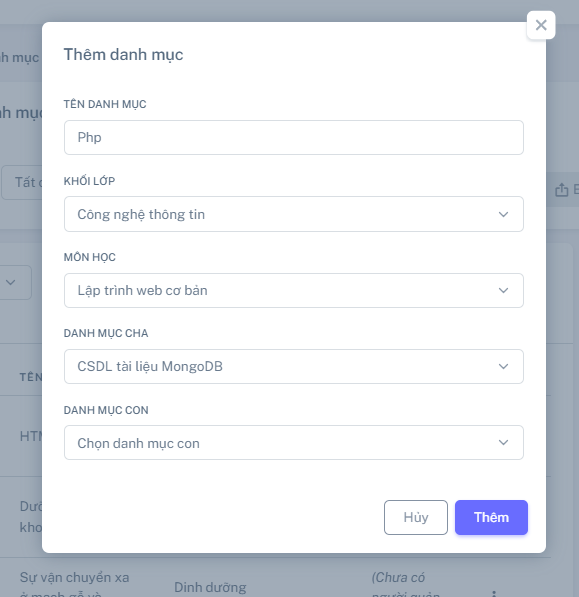 Thêm danh mục
TÊN DANH MỤC
Php
KHỐI LỚP
Công nghệ thông tin
MÔN HỌC
Lập trình web cơ bản
DANH MỤC CHA
CSDL tài liệu MongoDB
DANH MỤC CON
Chọn danh mục con
Hủy
Thêm
Sự vận chuyển xa
Dinh dưỡng
(Chưa có